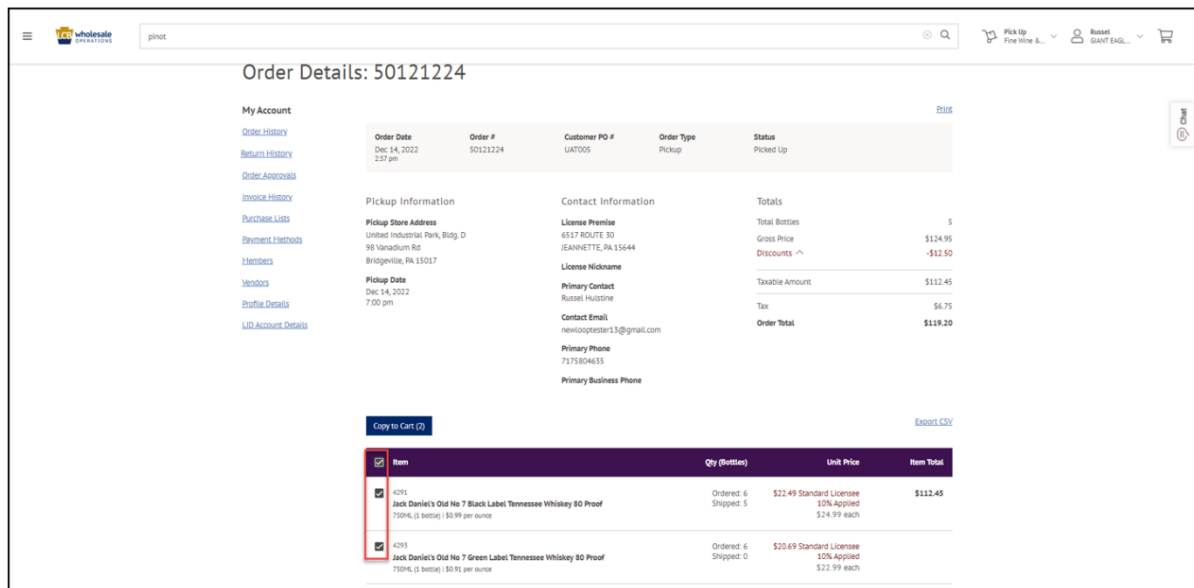 LCB wholesale
OPERATIONS
pinot
Pick Up
Fine Wine &...
Russel
GIANT EAGL...
Order Details: 50121224
Chat
My Account
Order History
Return History
Order Approvals
Invoice History
Purchase Lists
Payment Methods
Members
Vendors
Profile Details
LID Account Details
Print
Order Date Order # Customer PO # Order Type Status
Dec 14, 2022 50121224 UAT005 Pickup Picked Up
2:57 pm
Pickup Information
Pickup Store Address
United Industrial Park, Bldg. D
98 Vanadium Rd
Bridgeville, PA 15017
Pickup Date
Dec 14, 2022
7:00 pm
Contact Information
License Premise
6517 ROUTE 30
JEANNETTE, PA 15644
License Nickname
Primary Contact
Russel Hulstine
Contact Email
newlooptester13@gmail.com
Primary Phone
7175804635
Primary Business Phone
Totals
Total Bottles 5
Gross Price $124.95
Discounts -$12.50
Taxable Amount $112.45
Tax $6.75
Order Total $119.20
Copy to Cart (2)
Export CSV
Item Qty (Bottles) Unit Price Item Total
4291 Ordered: 6 $22.49 Standard Licensee $112.45
Jack Daniel's Old No 7 Black Label Tennessee Whiskey 80 Proof Shipped: 5 10% Applied
750ML (1 bottle) | $0.99 per ounce $24.99 each
4293 Ordered: 6 $20.69 Standard Licensee
Jack Daniel's Old No 7 Green Label Tennessee Whiskey 80 Proof Shipped: 0 10% Applied
750ML (1 bottle) | $0.91 per ounce $22.99 each